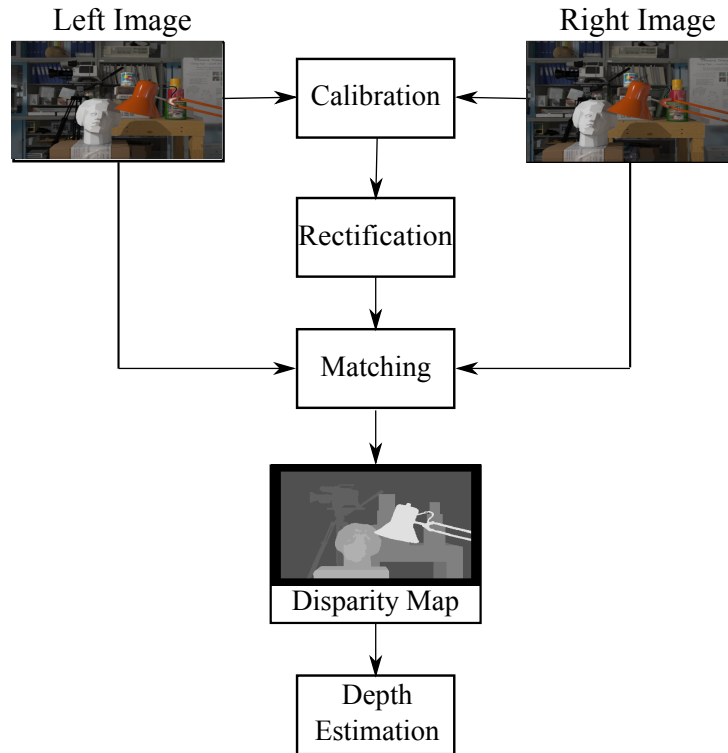 Left Image
Right Image
Calibration
Rectification
Matching
Disparity Map
Depth
Estimation